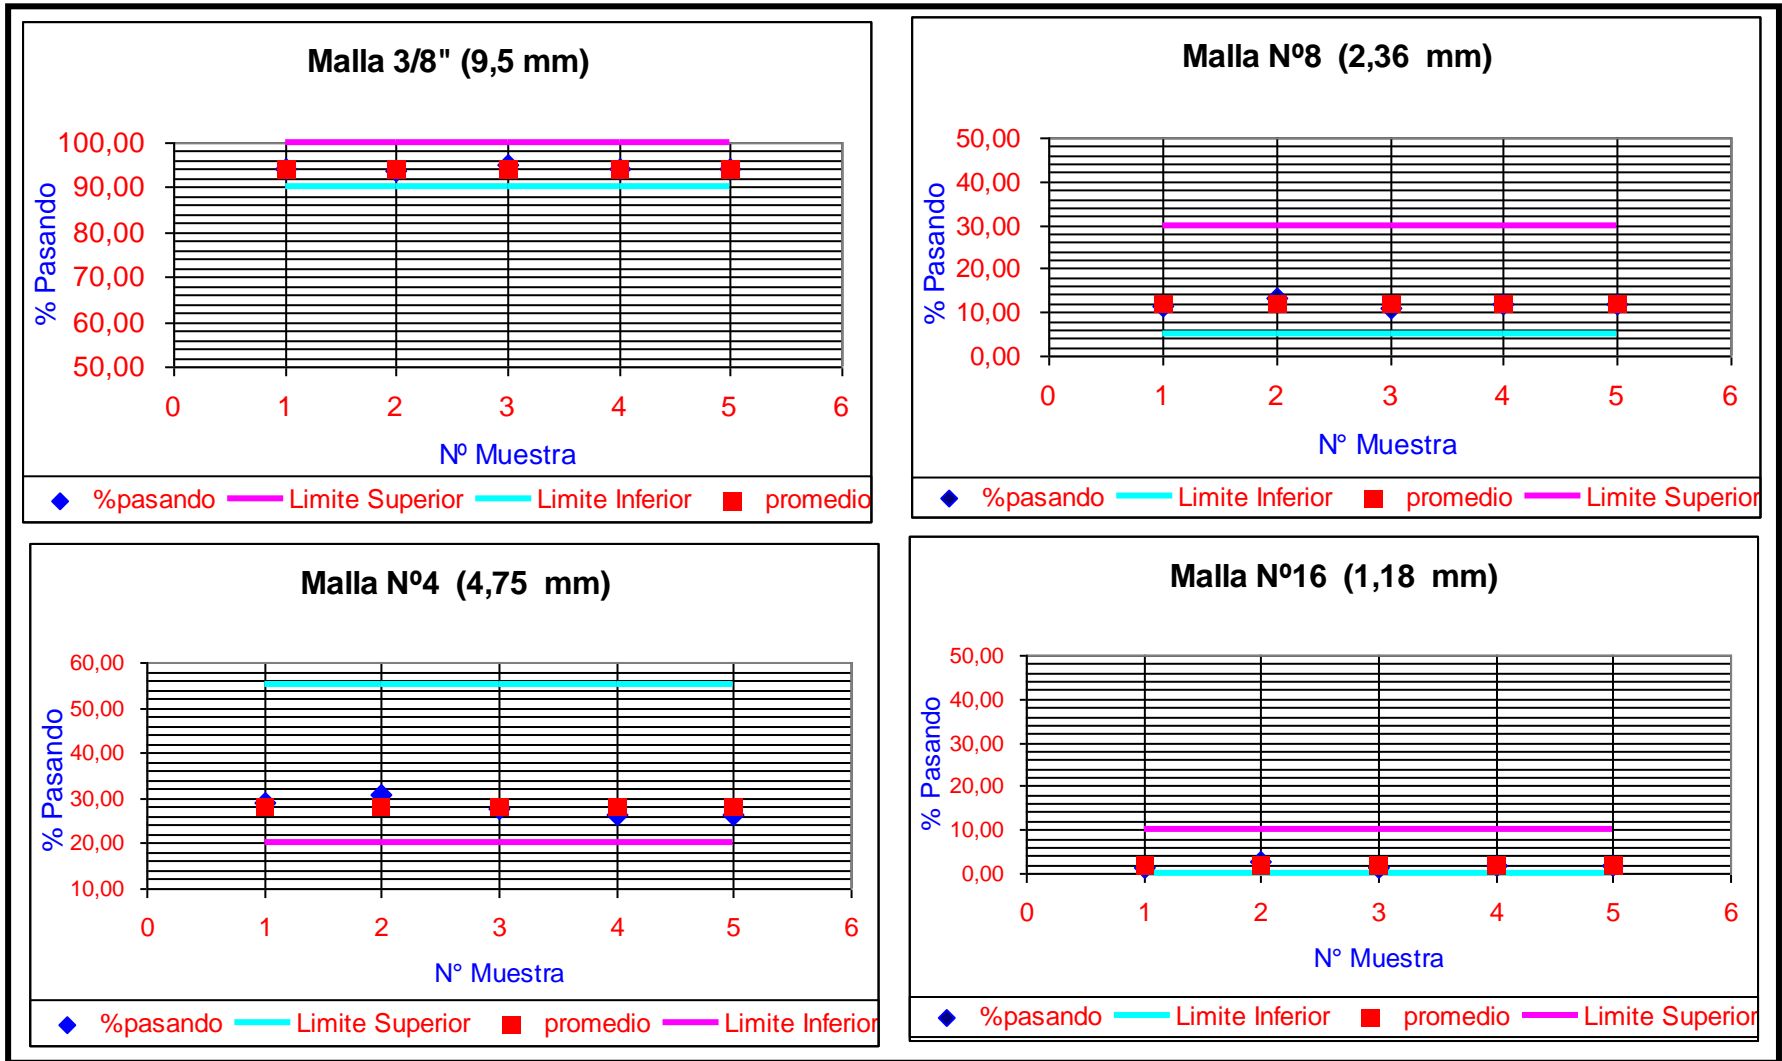 Malla 3/8" (9,5 mm)
100,00
90,00
80,00
70,00
60,00
50,00
% Pasando
0 1 2 3 4 5 6
Nº Muestra
%pasando Limite Superior Limite Inferior promedio
Malla Nº8 (2,36 mm)
50,00
40,00
30,00
20,00
10,00
0,00
% Pasando
0 1 2 3 4 5 6
N° Muestra
%pasando Limite Inferior promedio Limite Superior
Malla Nº4 (4,75 mm)
60,00
50,00
40,00
30,00
20,00
10,00
% Pasando
0 1 2 3 4 5 6
N° Muestra
%pasando Limite Superior promedio Limite Inferior
Malla Nº16 (1,18 mm)
50,00
40,00
30,00
20,00
10,00
0,00
% Pasando
0 1 2 3 4 5 6
N° Muestra
%pasando Limite Inferior promedio Limite Superior